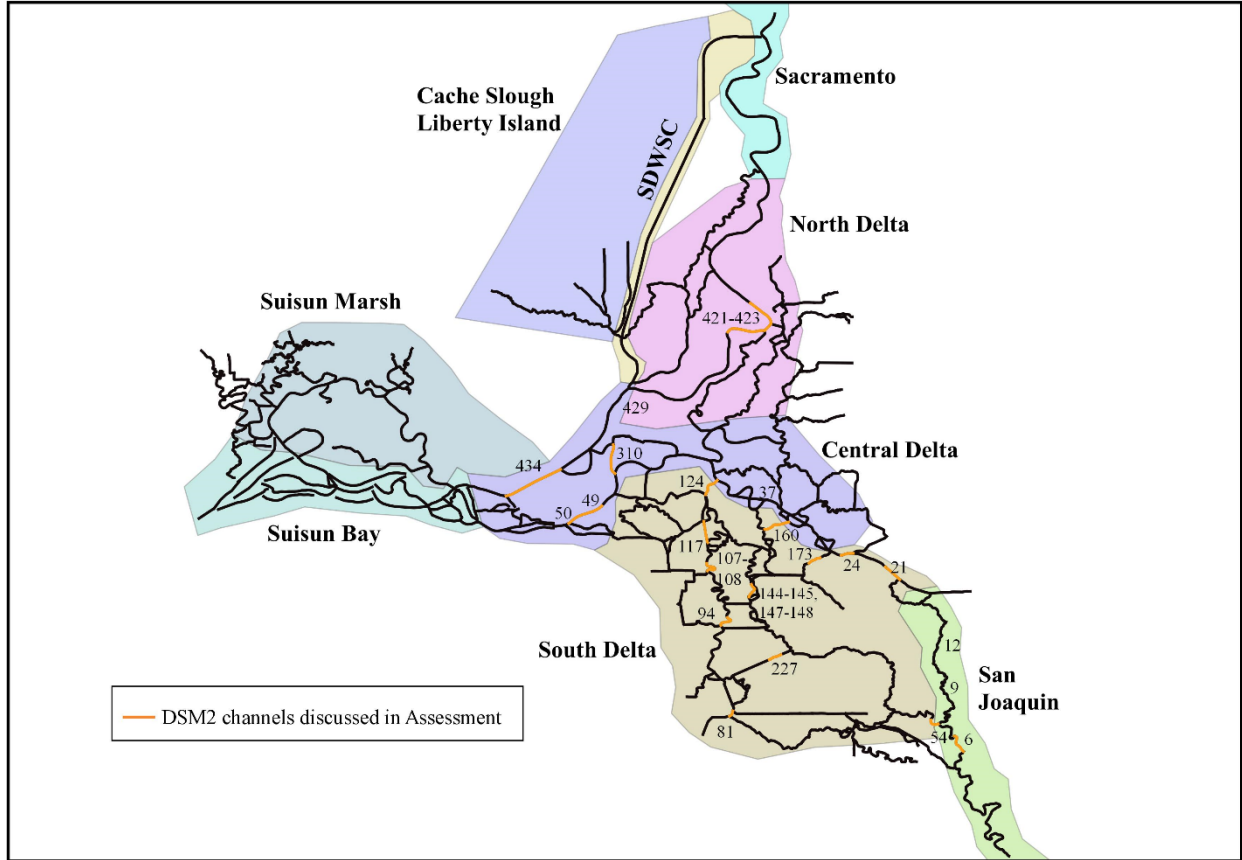 Sacramento
Cache Slough
Liberty Island
SDWSC
North Delta
Suisun Marsh
421-423
429
Central Delta
310
434
124
37
49
50
Suisun Bay
160
117
107-
108
173
24
21
144-145,
147-148
94
South Delta
12
227
9
San
Joaquin
DSM2 channels discussed in Assessment
81
54
6